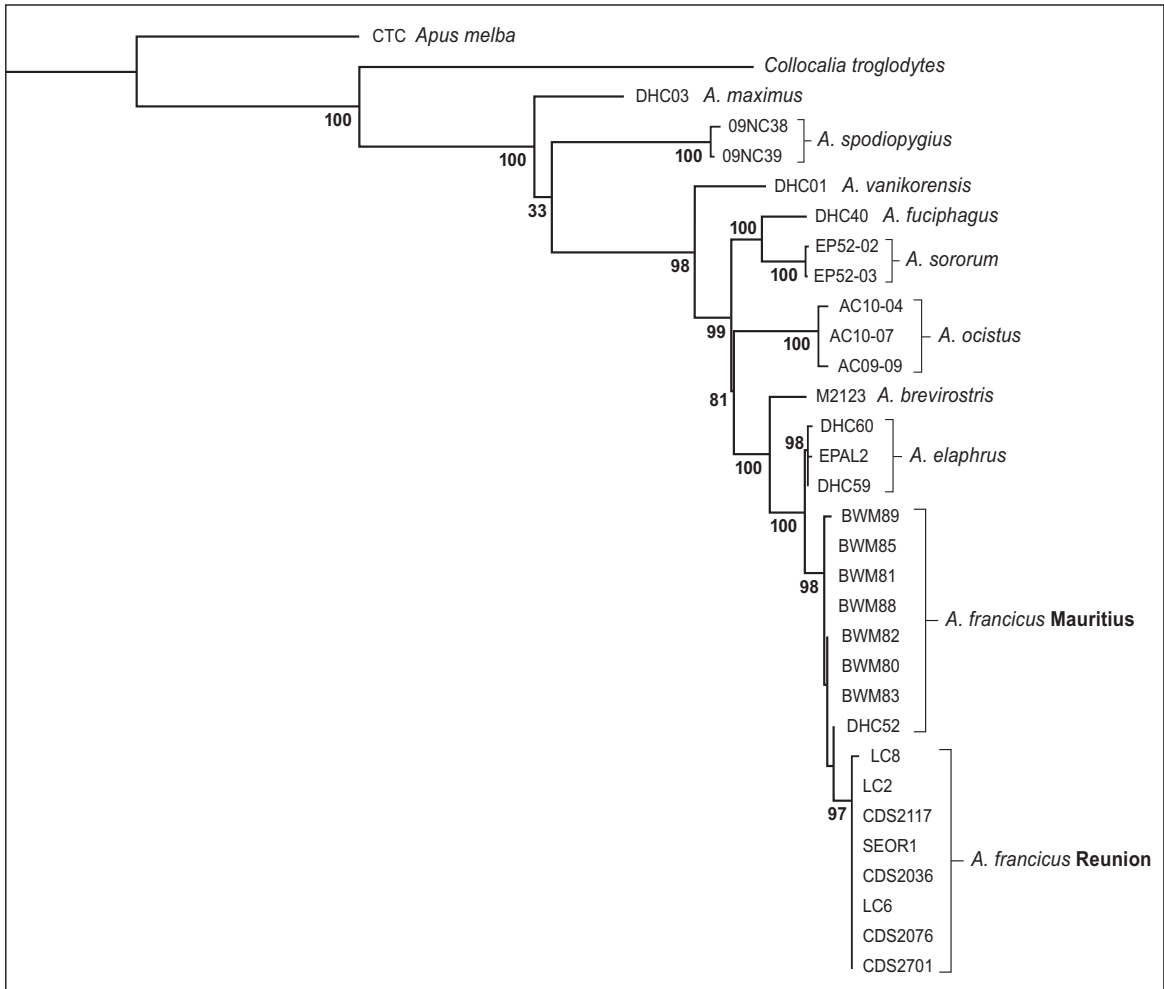 CTC Apus melba
Collocalia troglodytes
100
DHC03 A. maximus
100
09NC38
A. spodiopygius
100 09NC39
DHC01 A. vanikorensis
33
100
DHC40 A. fuciphagus
EP52-02
A. sororum
98
100 EP52-03
AC10-04
99
100
AC10-07
A. ocistus
AC09-09
81
M2123 A. brevirostris
DHC60
98
EPAL2
A. elaphrus
100
DHC59
BWM89
100
BWM85
BWM81
98
BWM88
A. francicus Mauritius
BWM82
BWM80
BWM83
DHC52
LC8
LC2
97
CDS2117
SEOR1
A. francicus Reunion
CDS2036
LC6
CDS2076
CDS2701